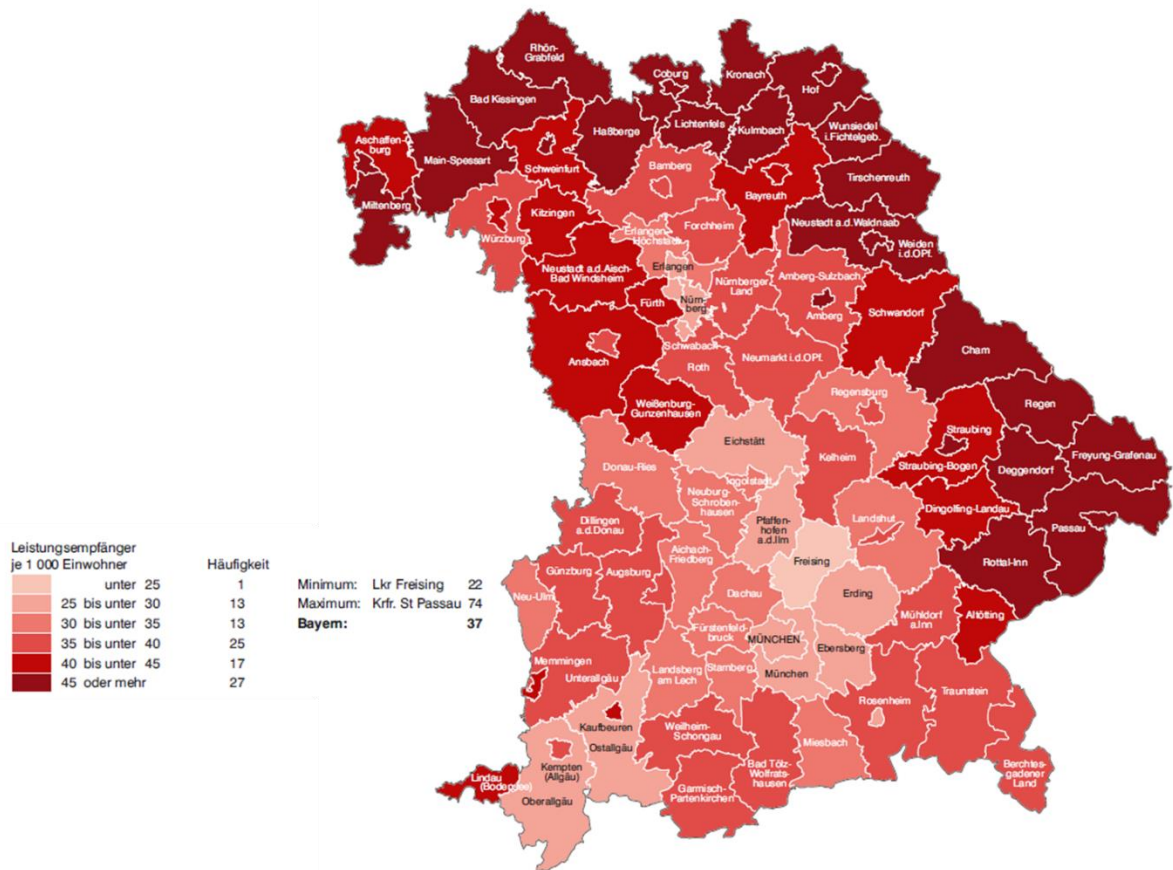 Rhön-
Grabfeld
Coburg
Kronach
Hof
Bad Kissingen
Lichtenfels
Kulmbach
Wunsiedel
i.Fichtelgeb.
Haßberge
Aschaffen-
burg
Main-Spessart
Schweinfurt
Bamberg
Bayreuth
Tirschenreuth
Miltenberg
Kitzingen
Forchheim
Neustadt a.d.Waldnaab
Würzburg
Erlangen-
Höchstadt
Weiden
i.d.OPf.
Erlangen
Neustadt a.d.Aisch-
Bad Windsheim
Nürnberger
Land
Amberg-Sulzbach
Fürth
Nürn-
berg
Amberg
Schwandorf
Ansbach
Schwabach
Roth
Neumarkt i.d.OPf.
Cham
Weißenburg-
Gunzenhausen
Regensburg
Regen
Straubing
Eichstätt
Kelheim
Straubing-Bogen
Deggendorf
Freyung-Grafenau
Donau-Ries
Ingolstadt
Neuburg-
Schroben-
hausen
Dingolfing-Landau
Pfaffen-
hofen
a.d.Ilm
Landshut
Passau
Dillingen
a.d.Donau
Aichach-
Friedberg
Freising
Rottal-Inn
Günzburg
Augsburg
Neu-Ulm
Dachau
Erding
Mühldorf
a.Inn
Altötting
Fürstenfeld-
bruck
MÜNCHEN
Ebersberg
Memmingen
Unterallgäu
Landsberg
am Lech
Starnberg
München
Rosenheim
Traunstein
Kaufbeuren
Ostallgäu
Weilheim-
Schongau
Miesbach
Kempten
(Allgäu)
Bad Tölz-
Wolfrats-
hausen
Berchtes-
gadener
Land
Lindau
(Bodensee)
Oberallgäu
Garmisch-
Partenkirchen
Leistungsempfänger
je 1 000 Einwohner Häufigkeit
unter 25 1
25 bis unter 30 13
30 bis unter 35 13
35 bis unter 40 25
40 bis unter 45 17
45 oder mehr 27
Minimum: Lkr Freising 22
Maximum: Krfr. St Passau 74
Bayern: 37